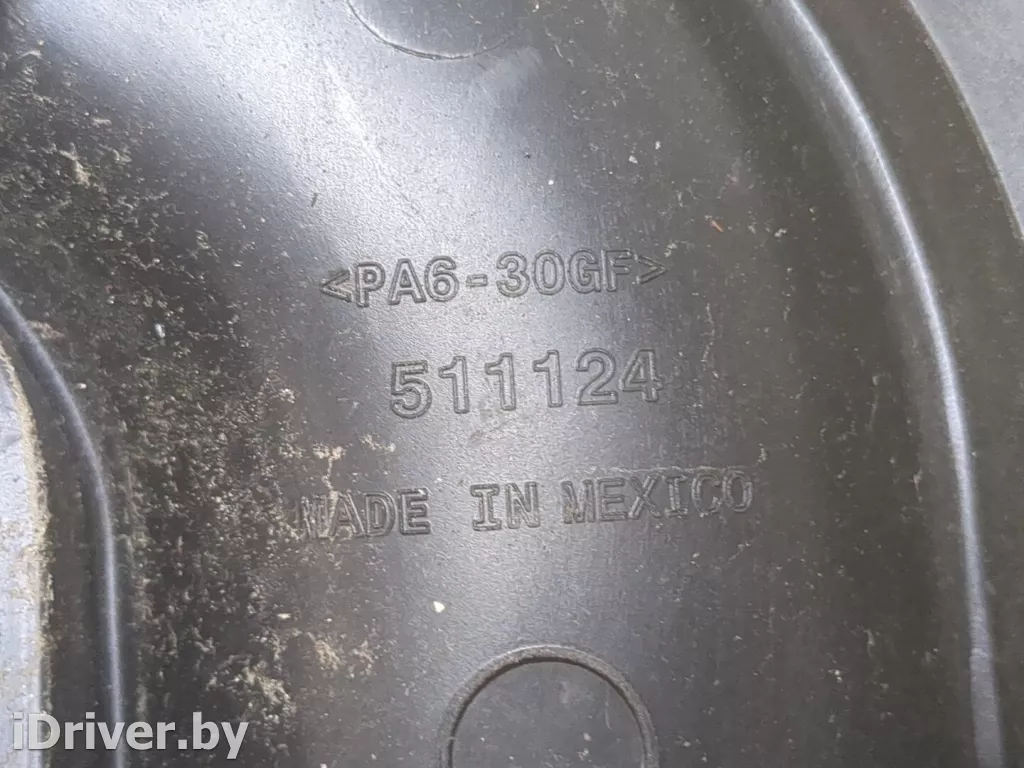 <PA6-30GF>
511124
MADE IN MEXICO
iDriver.by